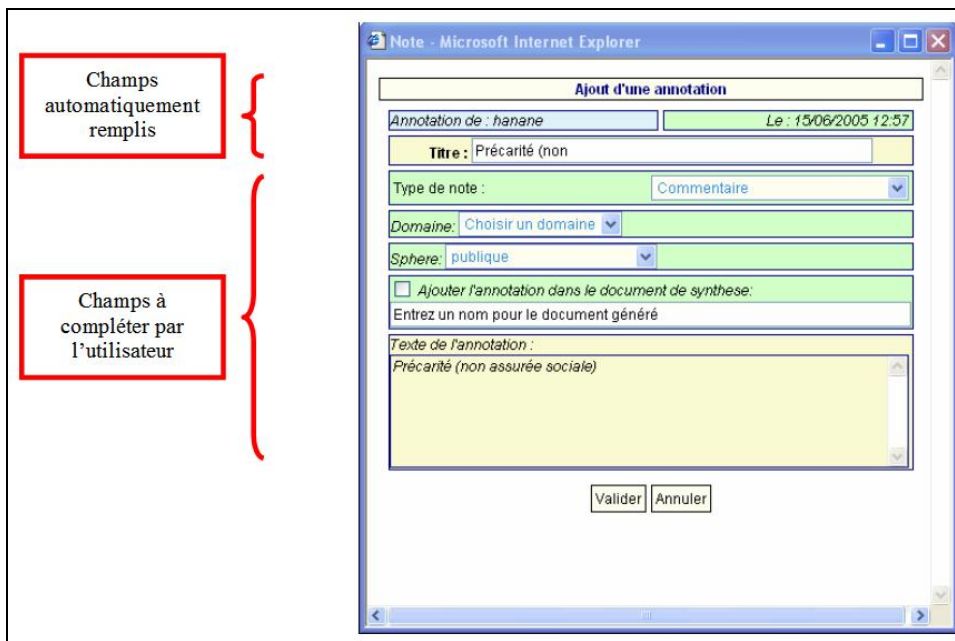 Champs
automatiquement
remplis
Champs à
compléter par
l’utilisateur
Note - Microsoft Internet Explorer
Ajout d'une annotation
Annotation de : hanane
Le : 15/06/2005 12:57
Titre : Précarité (non
Type de note : Commentaire
Domaine: Choisir un domaine
Sphere: publique
Ajouter l'annotation dans le document de synthese:
Entrez un nom pour le document généré
Texte de l'annotation :
Précarité (non assurée sociale)
Valider Annuler